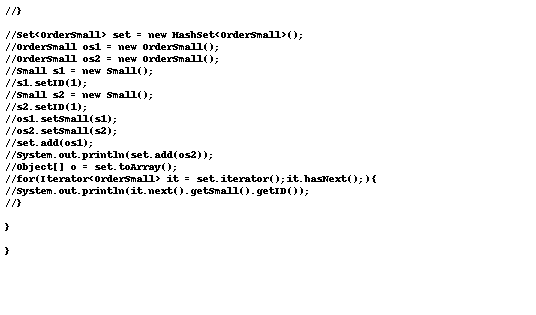 //}
//Set<OrderSmall> set = new HashSet<OrderSmall>();
//OrderSmall os1 = new OrderSmall();
//OrderSmall os2 = new OrderSmall();
//Small s1 = new Small();
//s1.setID(1);
//Small s2 = new Small();
//s2.setID(1);
//os1.setSmall(s1);
//os2.setSmall(s2);
//set.add(os1);
//System.out.println(set.add(os2));
//Object[] o = set.toArray();
//for(Iterator<OrderSmall> it = set.iterator();it.hasNext();){
//System.out.println(it.next().getSmall().getID());
//}
}
}